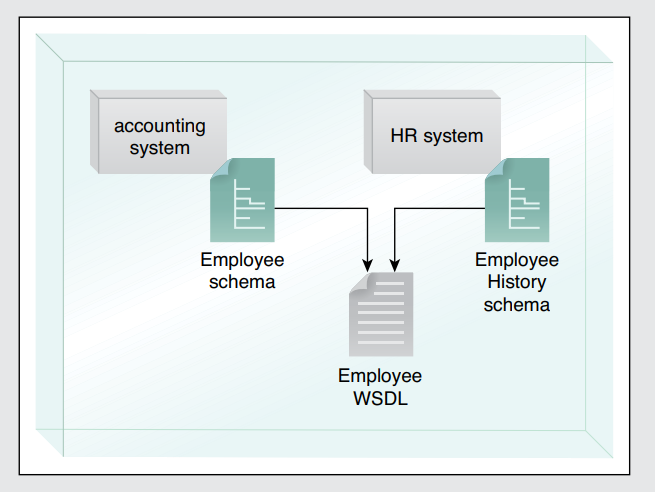 accounting
system
HR system
Employee
schema
Employee
History
schema
Employee
WSDL